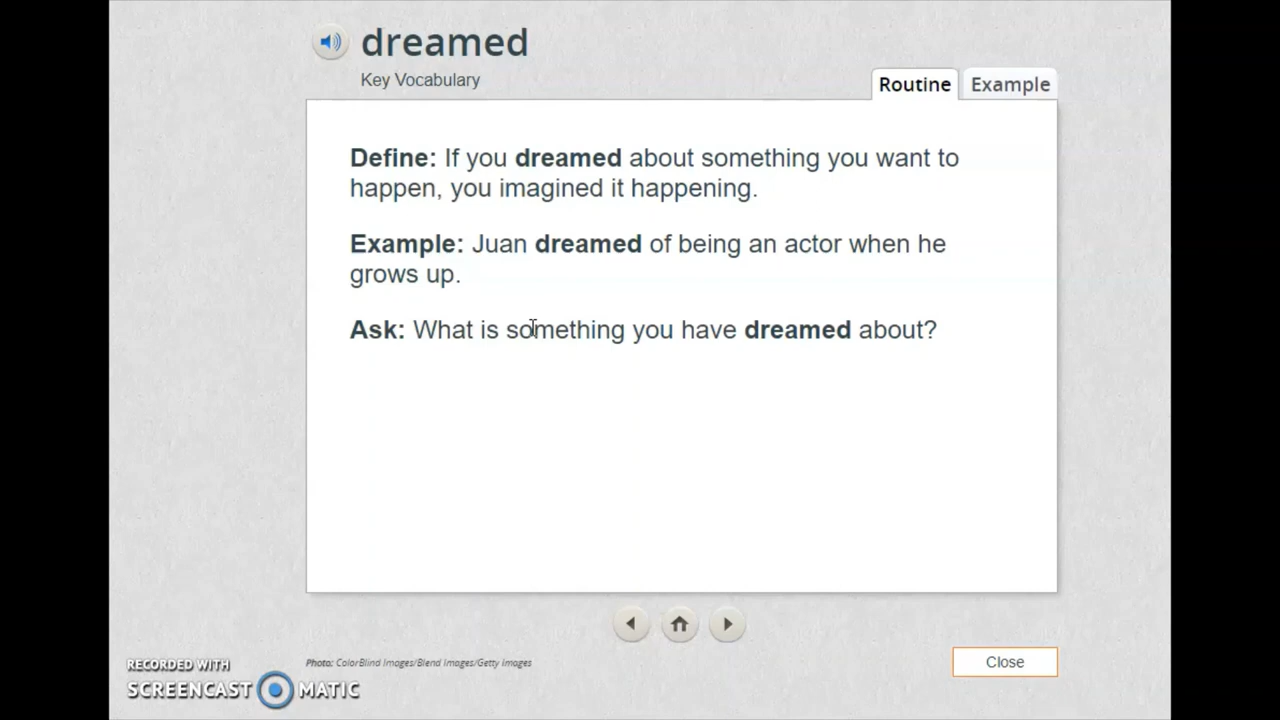 dreamed
Key Vocabulary
Routine
Example
Define: If you dreamed about something you want to
happen, you imagined it happening.
Example: Juan dreamed of being an actor when he
grows up.
Ask: What is something you have dreamed about?
Photo: ColorBlind Images/Blend Images/Getty Images
Close
RECORDED WITH
SCREENCAST MATIC